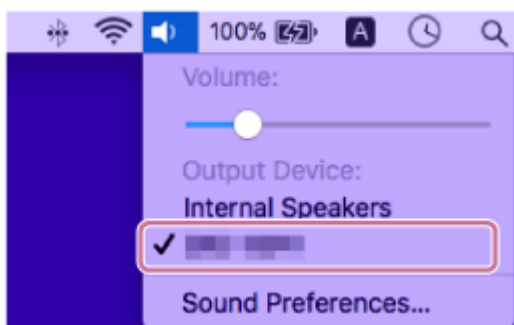 100% A
Volume:
Output Device:
Internal Speakers
Sound Preferences...